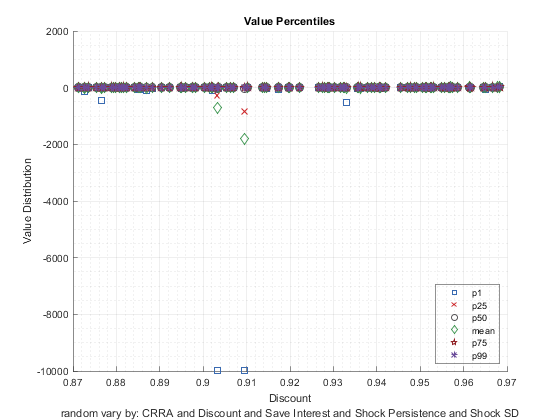 Value Percentiles
2000
0
-2000
-4000
-6000
-8000
-10000
Value Distribution
p1
p25
p50
mean
p75
p99
0.87 0.88 0.89 0.9 0.91 0.92 0.93 0.94 0.95 0.96 0.97
Discount
random vary by: CRRA and Discount and Save Interest and Shock Persistence and Shock SD